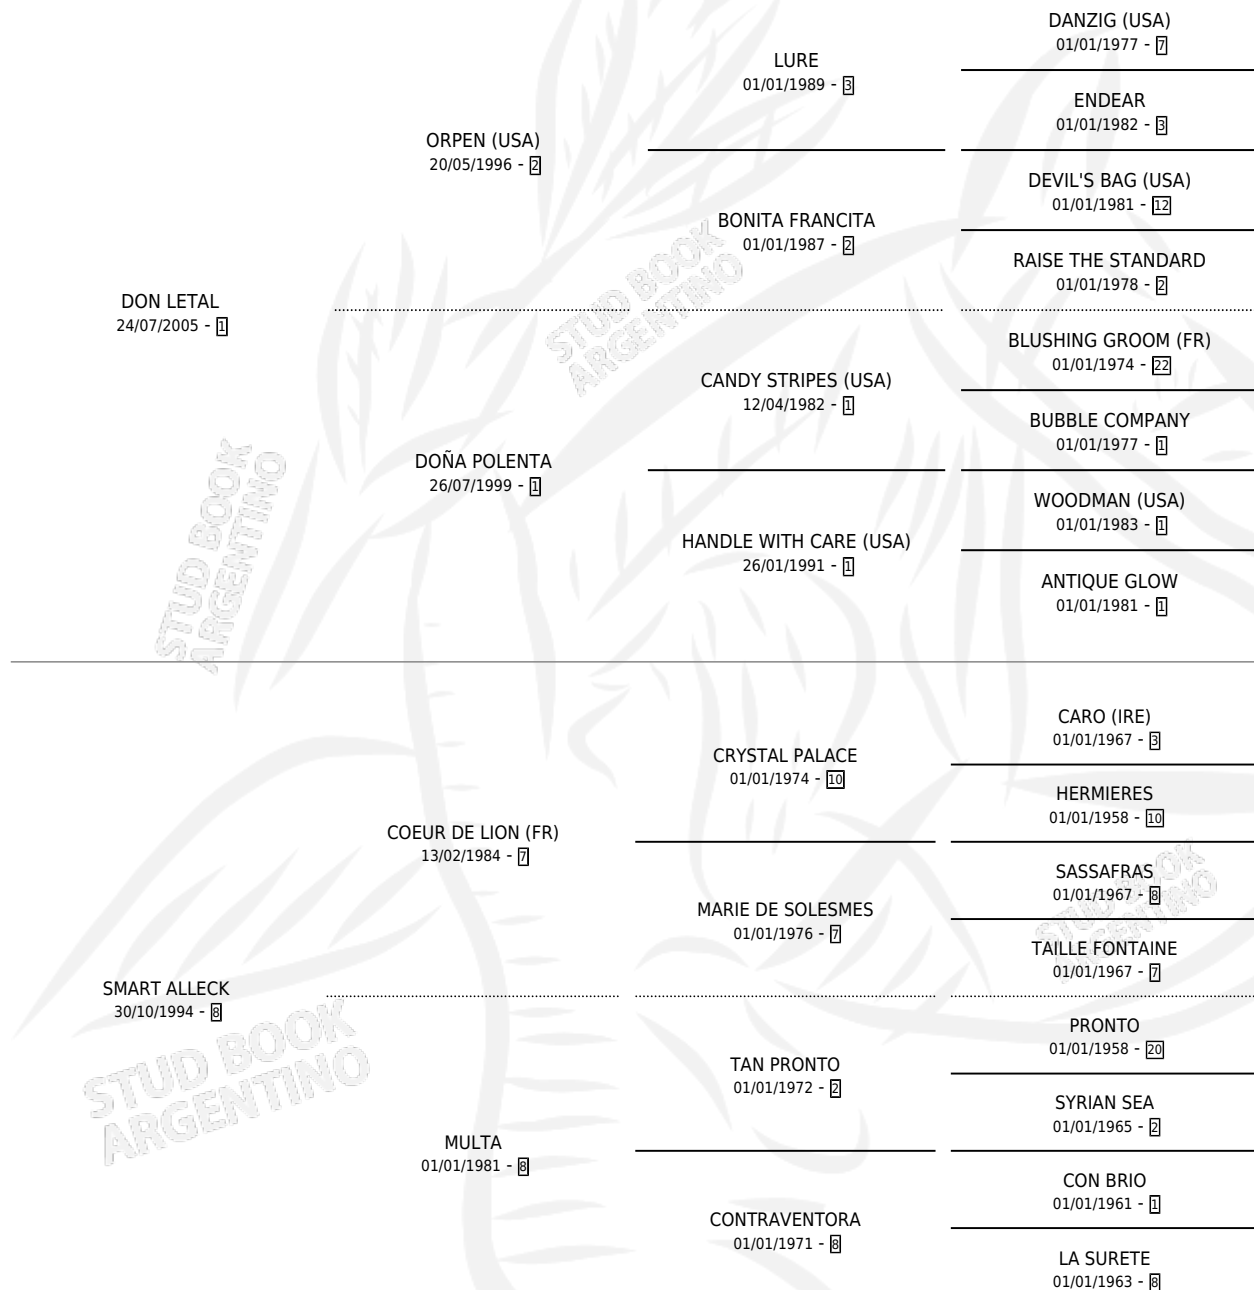 DANZIG (USA)
01/01/1977 - 7
LURE
01/01/1989 - 3
ENDEAR
01/01/1982 - 3
ORPEN (USA)
20/05/1996 - 2
DEVIL'S BAG (USA)
01/01/1981 - 12
BONITA FRANCITA
01/01/1987 - 2
RAISE THE STANDARD
01/01/1978 - 2
DON LETAL
24/07/2005 - 1
BLUSHING GROOM (FR)
01/01/1974 - 22
CANDY STRIPES (USA)
12/04/1982 - 1
BUBBLE COMPANY
01/01/1977 - 1
DOÑA POLENTA
26/07/1999 - 1
WOODMAN (USA)
01/01/1983 - 1
HANDLE WITH CARE (USA)
26/01/1991 - 1
ANTIQUE GLOW
01/01/1981 - 1
CARO (IRE)
01/01/1967 - 3
CRYSTAL PALACE
01/01/1974 - 10
HERMIERES
01/01/1958 - 10
COEUR DE LION (FR)
13/02/1984 - 7
SASSAFRAS
01/01/1967 - 8
MARIE DE SOLESMES
01/01/1976 - 7
TAILLE FONTAINE
01/01/1967 - 7
SMART ALLECK
30/10/1994 - 8
PRONTO
01/01/1958 - 20
TAN PRONTO
01/01/1972 - 2
SYRIAN SEA
01/01/1965 - 2
MULTA
01/01/1981 - 8
CON BRIO
01/01/1961 - 1
CONTRAVENTORA
01/01/1971 - 8
LA SURETE
01/01/1963 - 8
STUD BOOK
ARGENTINO
STUD BOOK
ARGENTINO
STUD BOOK
ARGENTINO
STUD BOOK
ARGENTINO